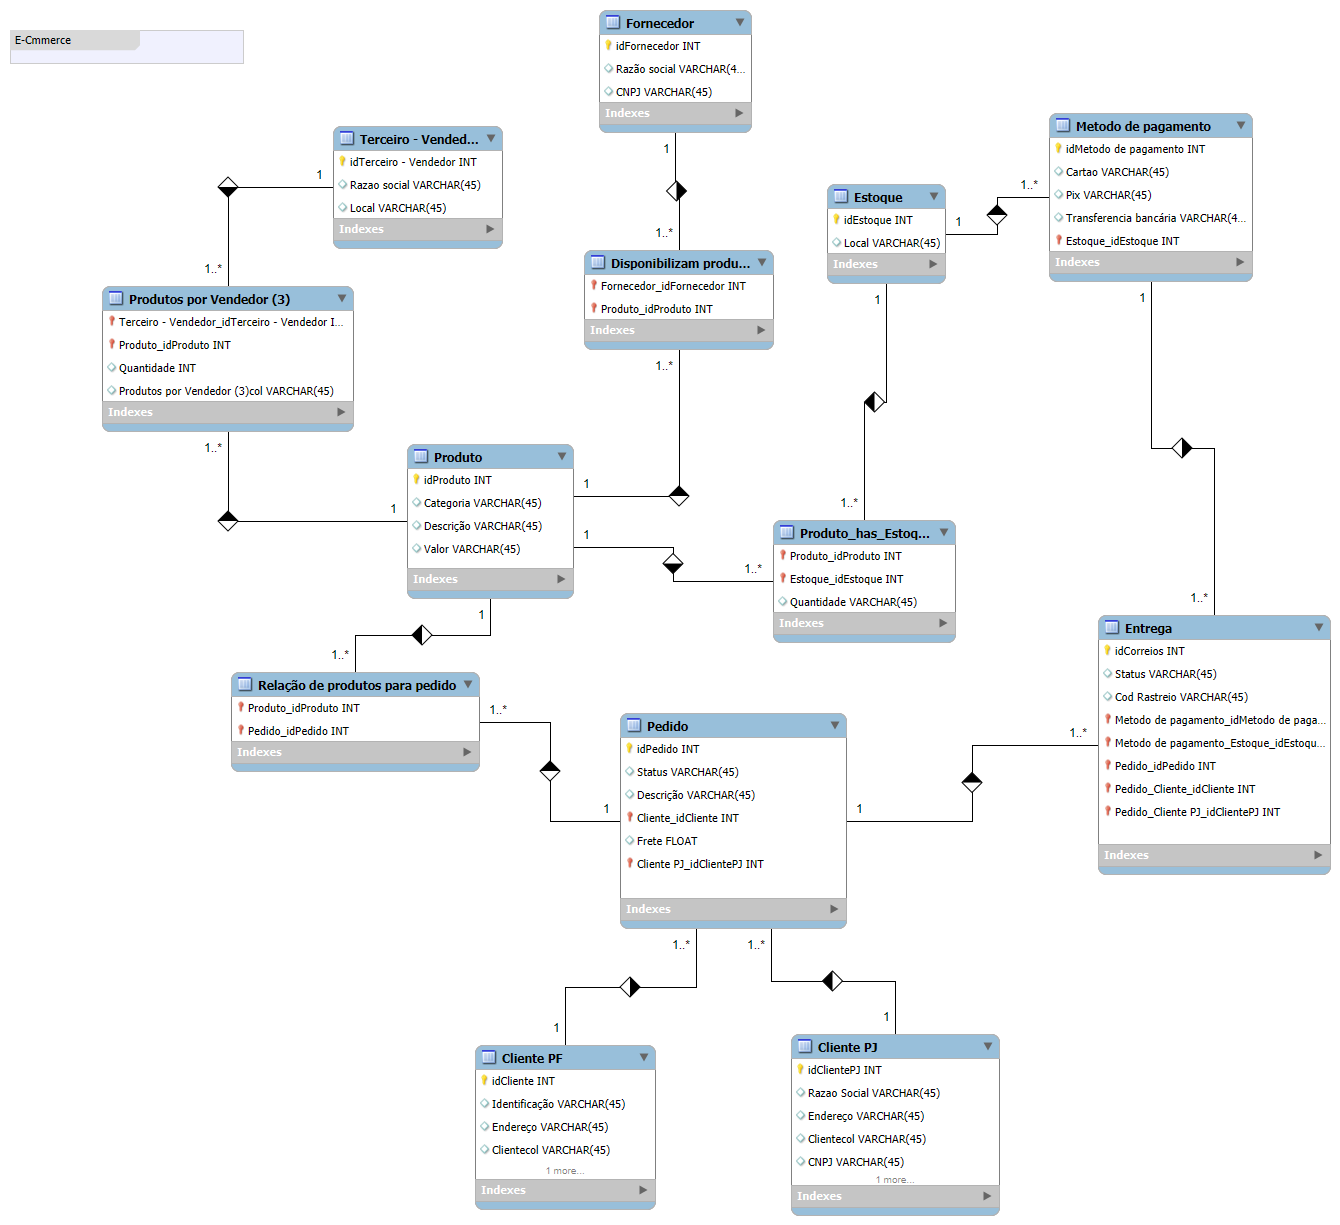 E-Cmmerce
Fornecedor
idFornecedor INT
Razão social VARCHAR(4...
CNPJ VARCHAR(45)
Indexes
Terceiro - Vended...
idTerceiro - Vendedor INT
Razao social VARCHAR(45)
Local VARCHAR(45)
Indexes
Metodo de pagamento
idMetodo de pagamento INT
Cartao VARCHAR(45)
Pix VARCHAR(45)
Transferencia bancária VARCHAR(4...
Estoque_idEstoque INT
Indexes
Estoque
idEstoque INT
Local VARCHAR(45)
Indexes
1
1..*
1
1..*
1
1..*
Disponibilizam produ...
Fornecedor_idFornecedor INT
Produto_idProduto INT
Indexes
Produtos por Vendedor (3)
Terceiro - Vendedor_idTerceiro - Vendedor I...
Produto_idProduto INT
Quantidade INT
Produtos por Vendedor (3)col VARCHAR(45)
Indexes
1
1
1..*
1..*
1
1
1
1..*
1..*
Produto
idProduto INT
Categoria VARCHAR(45)
Descrição VARCHAR(45)
Valor VARCHAR(45)
Indexes
Produto_has_Estoq...
Produto_idProduto INT
Estoque_idEstoque INT
Quantidade VARCHAR(45)
Indexes
1..*
1
1..*
Relação de produtos para pedido
Produto_idProduto INT
Pedido_idPedido INT
Indexes
Entrega
idCorreios INT
Status VARCHAR(45)
Cod Rastreio VARCHAR(45)
Metodo de pagamento_idMetodo de paga...
Metodo de pagamento_Estoque_idEstoqu...
Pedido_idPedido INT
Pedido_Cliente_idCliente INT
Pedido_Cliente PJ_idClientePJ INT
Indexes
1..*
1
1
1..*
Pedido
idPedido INT
Status VARCHAR(45)
Descrição VARCHAR(45)
Cliente_idCliente INT
Frete FLOAT
Cliente PJ_idClientePJ INT
Indexes
1..*
1..*
1
1
Cliente PF
idCliente INT
Identificação VARCHAR(45)
Endereço VARCHAR(45)
Clientecol VARCHAR(45)
1 more...
Indexes
Cliente PJ
idClientePJ INT
Razao Social VARCHAR(45)
Endereço VARCHAR(45)
Clientecol VARCHAR(45)
CNPJ VARCHAR(45)
1 more...
Indexes